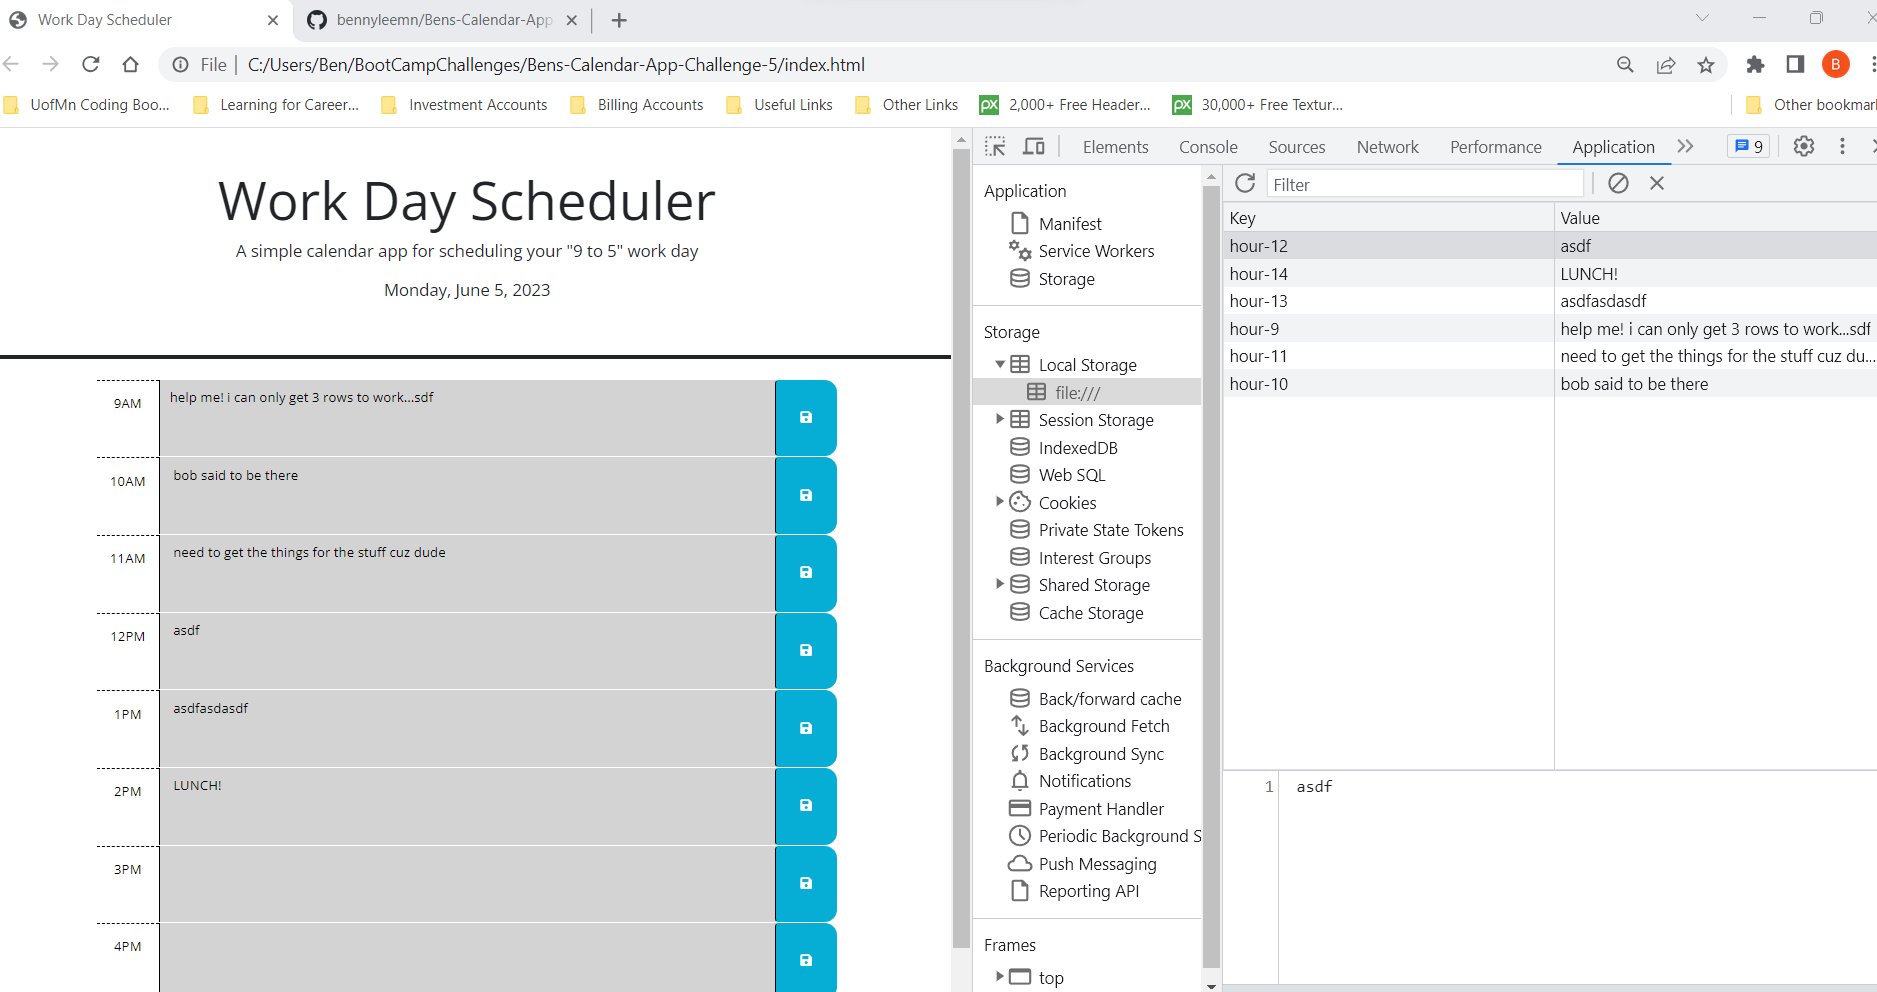 Work Day Scheduler
bennyleemn/Bens-Calendar-App
File | C:/Users/Ben/BootCampChallenges/Bens-Calendar-App-Challenge-5/index.html
B
UofMn Coding Boo...
Learning for Career...
Investment Accounts
Billing Accounts
Useful Links
Other Links
px 2,000+ Free Header...
px 30,000+ Free Textur...
Other bookmar
Work Day Scheduler
A simple calendar app for scheduling your "9 to 5" work day
Monday, June 5, 2023
9AM help me! i can only get 3 rows to work...sdf
10AM bob said to be there
11AM need to get the things for the stuff cuz dude
12PM asdf
1PM asdfasdasdf
2PM LUNCH!
3PM
4PM
Elements Console Sources Network Performance Application 9
Application
Manifest
Service Workers
Storage
Storage
Local Storage
file:///
Session Storage
IndexedDB
Web SQL
Cookies
Private State Tokens
Interest Groups
Shared Storage
Cache Storage
Background Services
Back/forward cache
Background Fetch
Background Sync
Notifications
Payment Handler
Periodic Background S
Push Messaging
Reporting API
Frames
top
Filter
Key Value
hour-12 asdf
hour-14 LUNCH!
hour-13 asdfasdasdf
hour-9 help me! i can only get 3 rows to work...sdf
hour-11 need to get the things for the stuff cuz du...
hour-10 bob said to be there
1 asdf